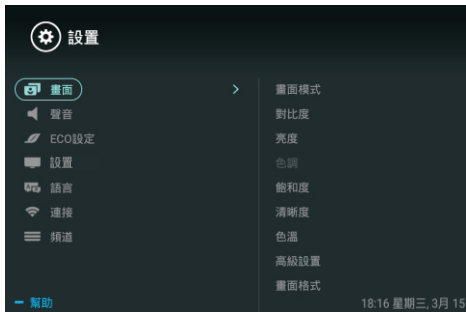 設置
畫面
聲音
ECO設定
設置
語言
連接
頻道
畫面模式
對比度
亮度
色調
飽和度
清晰度
色溫
高級設置
畫面格式
幫助
18:16 星期三, 3月 15